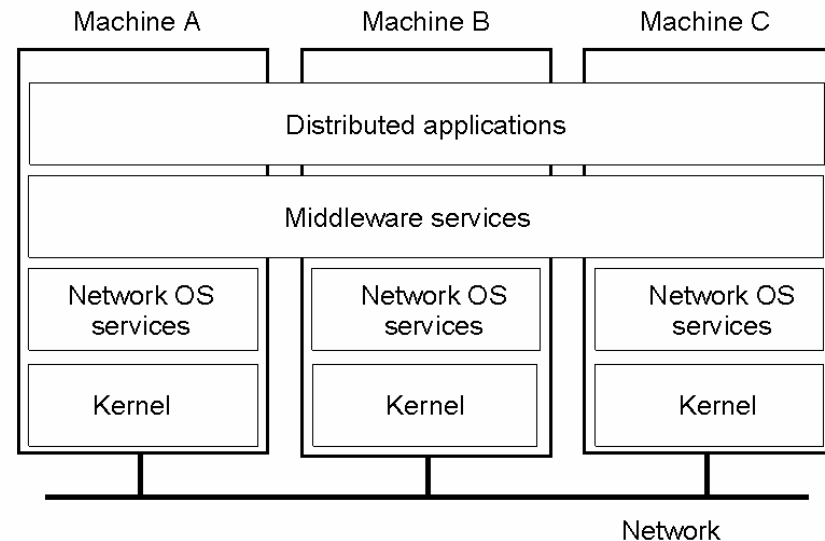 Machine A
Machine B
Machine C
Distributed applications
Middleware services
Network OS
services
Network OS
services
Network OS
services
Kernel
Kernel
Kernel
Network